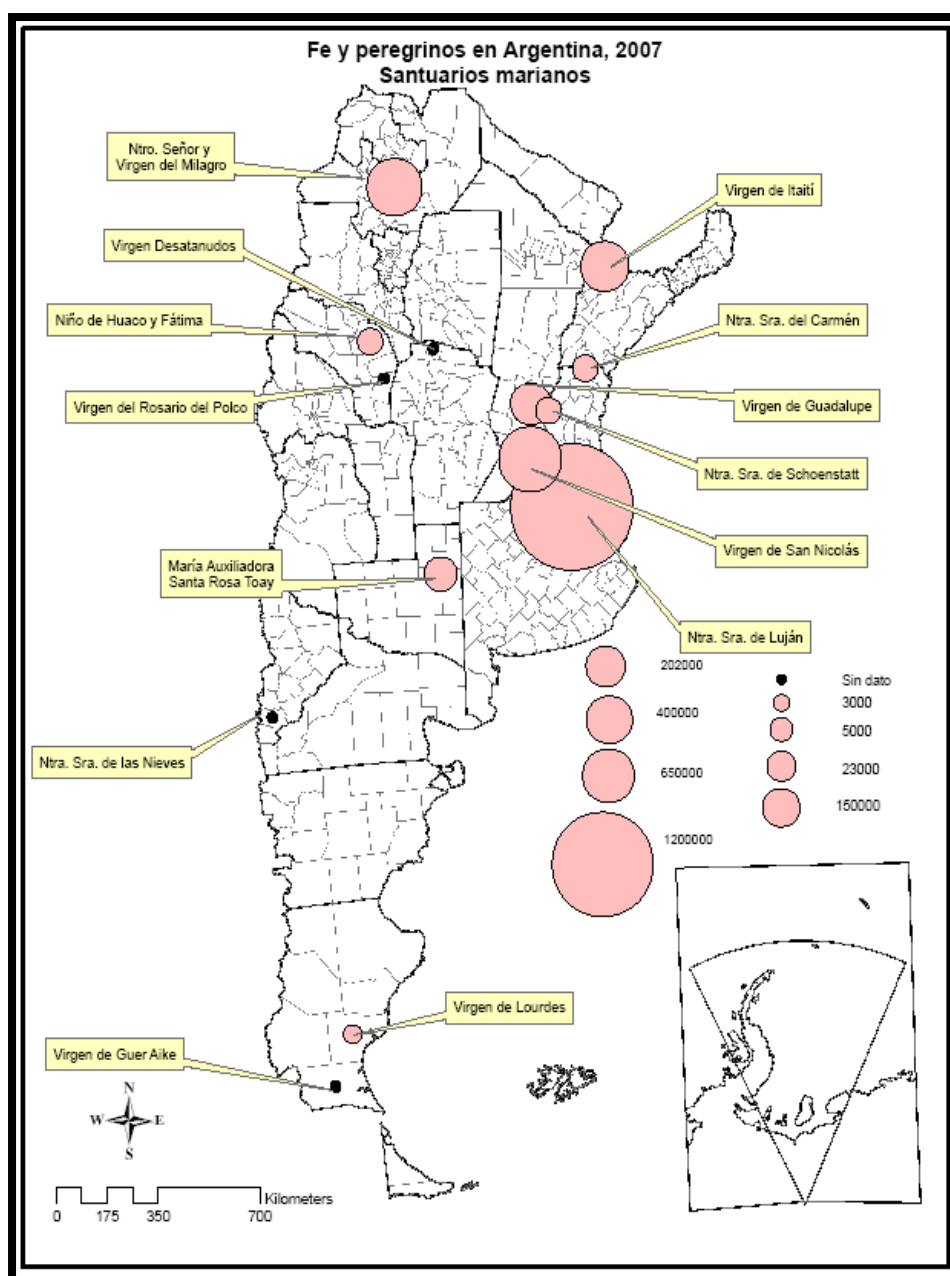 Fe y peregrinos en Argentina, 2007
Santuarios marianos
Ntro. Señor y
Virgen del Milagro
Virgen de Itaití
Virgen Desatanudos
Niño de Huaco y Fátima
Ntra. Sra. del Carmén
Virgen del Rosario del Polco
Virgen de Guadalupe
Ntra. Sra. de Schoenstatt
Virgen de San Nicolás
María Auxiliadora
Santa Rosa Toay
Ntra. Sra. de Luján
202000
400000
650000
1200000
Sin dato
3000
5000
23000
150000
Ntra. Sra. de las Nieves
Virgen de Lourdes
Virgen de Guer Aike
N
W E
S
Kilometers
0 175 350 700